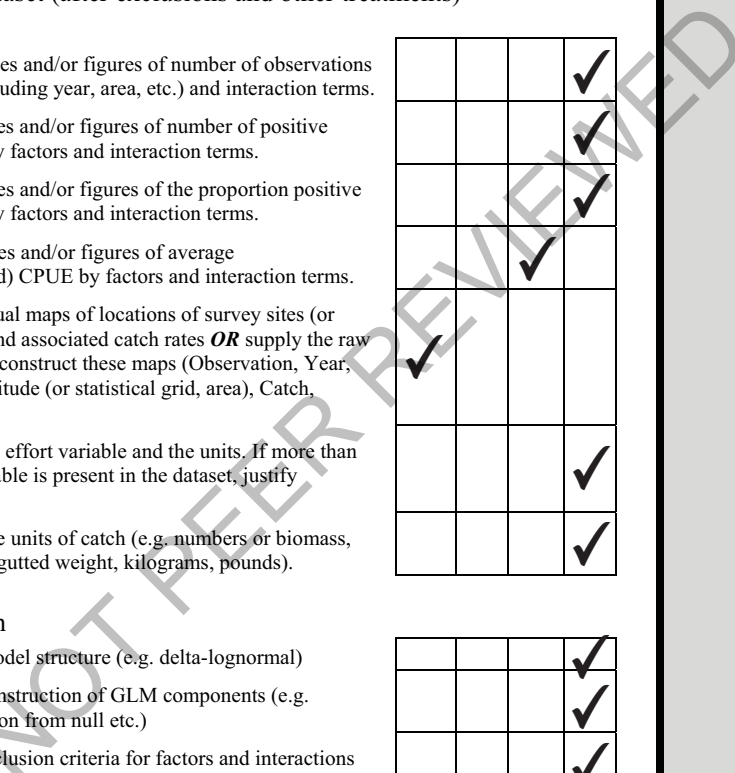 (after exclusions and other treatments)
es and/or figures of number of observations
uding year, area, etc.) and interaction terms.
es and/or figures of number of positive
y factors and interaction terms.
es and/or figures of the proportion positive
y factors and interaction terms.
es and/or figures of average
d) CPUE by factors and interaction terms.
ual maps of locations of survey sites (or
nd associated catch rates OR supply the raw
construct these maps (Observation, Year,
itude (or statistical grid, area), Catch,
effort variable and the units. If more than
able is present in the dataset, justify
e units of catch (e.g. numbers or biomass,
gutted weight, kilograms, pounds).
n
odel structure (e.g. delta-lognormal)
nstruction of GLM components (e.g.
on from null etc.)
clusion criteria for factors and interactions
NOT PEER REVIEWED